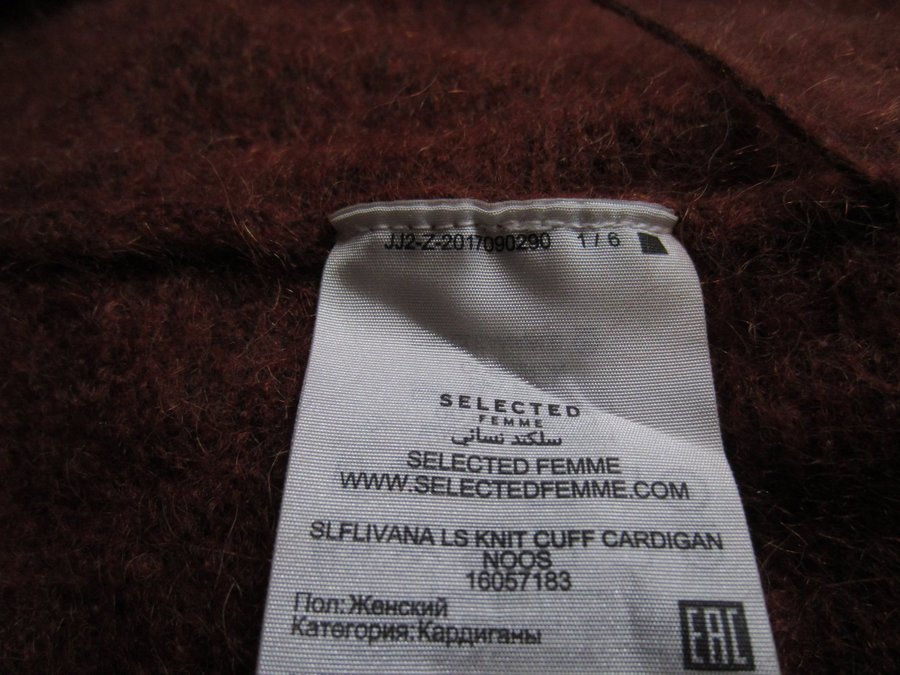 JJ2-Z-2017090290 1 / 6
SELECTED
FEMME
سلكتد نسائي
SELECTED FEMME
WWW.SELECTEDFEMME.COM
SLFLIVANA LS KNIT CUFF CARDIGAN
NOOS
16057183
Пол: Женский
Категория: Кардиганы
EAC